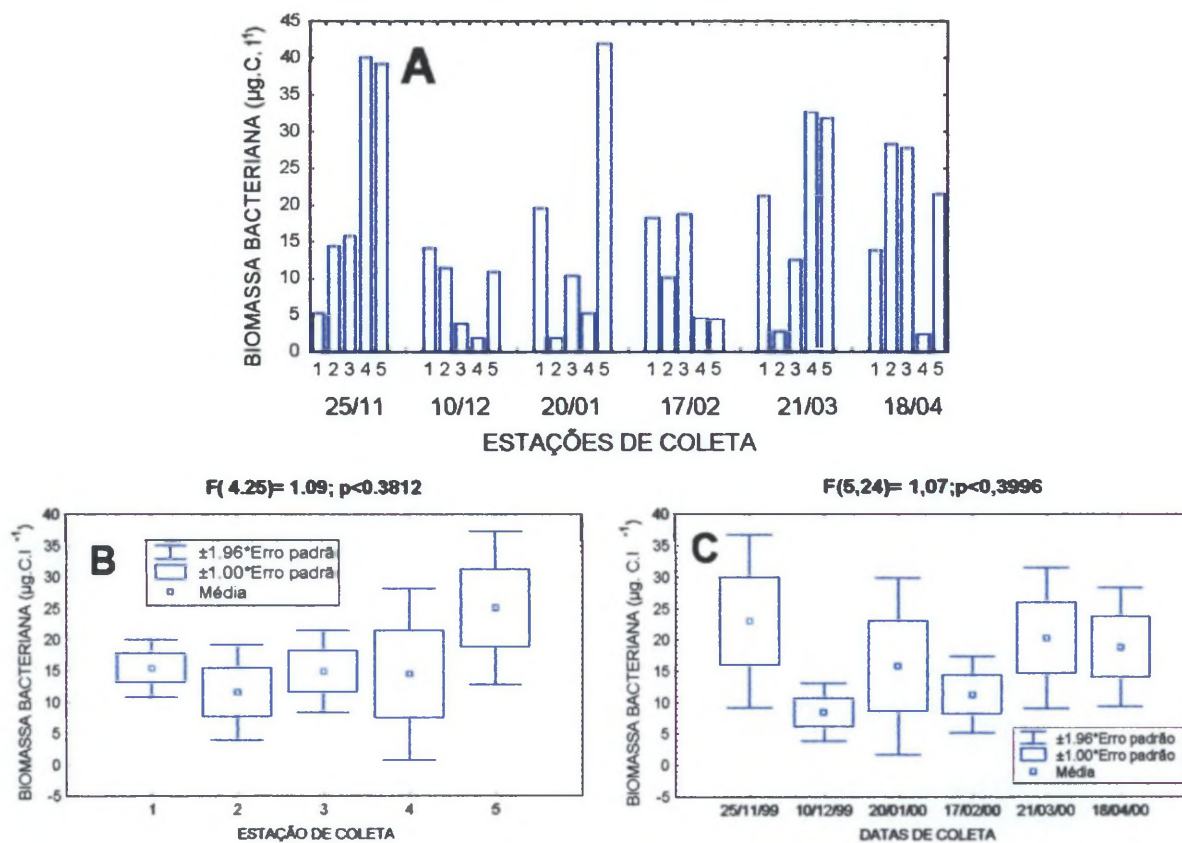 A
BIOMASSA BACTERIANA (µg.C. l¹)
45
40
35
30
25
20
15
10
5
0
1 2 3 4 5 1 2 3 4 5 1 2 3 4 5 1 2 3 4 5 1 2 3 4 5 1 2 3 4 5
25/11 10/12 20/01 17/02 21/03 18/04
ESTAÇÕES DE COLETA
F( 4.25)= 1.09; p<0.3812
B
BIOMASSA BACTERIANA (µg.C.l ⁻¹)
40
35
30
25
20
15
10
5
0
-5
±1.96*Erro padrã
±1.00*Erro padrã
Média
1 2 3 4 5
ESTAÇÃO DE COLETA
F(5,24)= 1,07;p<0,3996
C
BIOMASSA BACTERIANA (µg. C.l ⁻¹)
40
35
30
25
20
15
10
5
0
-5
±1.96*Erro padrão
±1.00*Erro padrão
Média
25/11/99 10/12/99 20/01/00 17/02/00 21/03/00 18/04/00
DATAS DE COLETA